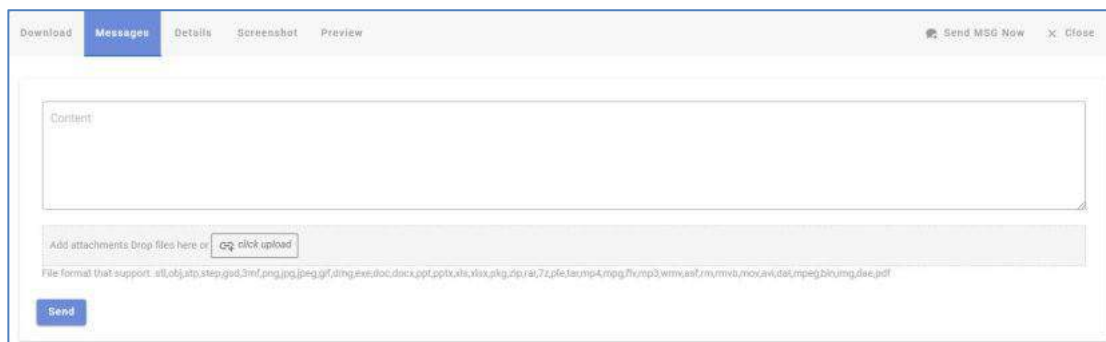 Download Messages Details Screenshot Preview Send MSG Now × Close
Content
Add attachments Drop files here or click upload
File format that support: stl,obj,stp,step,gsd,3mf,png,jpg,jpeg,gif,dmg,exe,doc,docx,ppt,pptx,xls,xlsx,pkg,zip,rar,7z,pfe,tar,mp4,mpg,flv,mp3,wmv,asf,rm,rmvb,mov,avi,dat,mpeg,bin,img,dae,pdf
Send